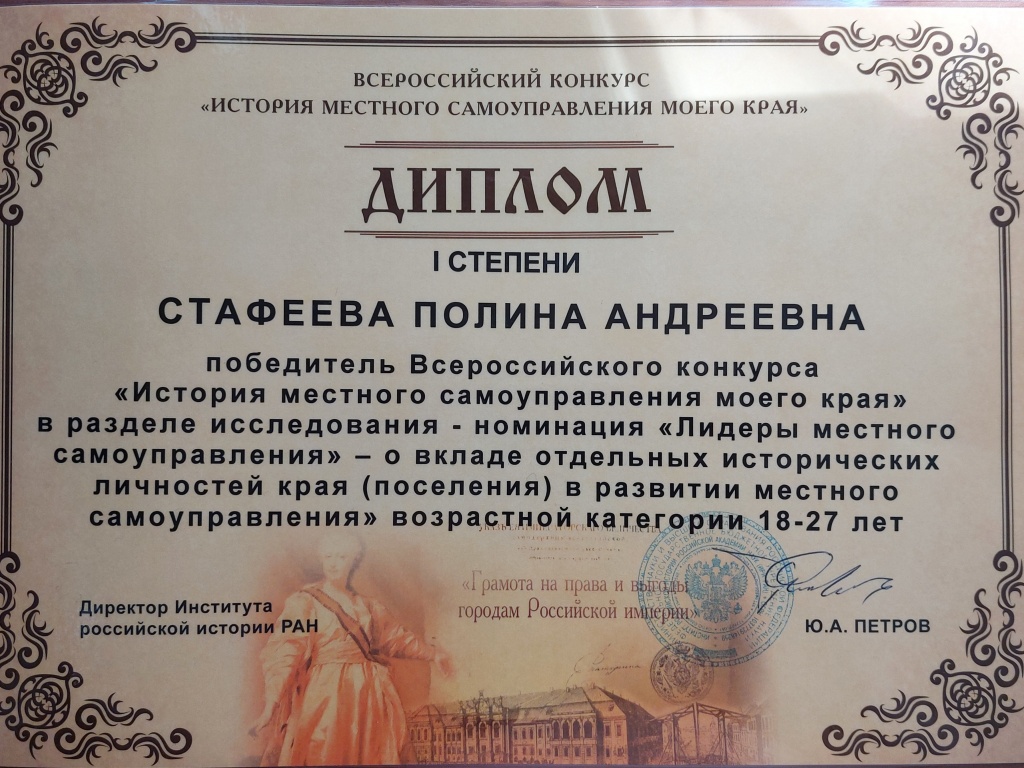 ВСЕРОССИЙСКИЙ КОНКУРС
«ИСТОРИЯ МЕСТНОГО САМОУПРАВЛЕНИЯ МОЕГО КРАЯ»
ДИПЛОМ
I СТЕПЕНИ
СТАФЕЕВА ПОЛИНА АНДРЕЕВНА
победитель Всероссийского конкурса
«История местного самоуправления моего края»
в разделе исследования - номинация «Лидеры местного
самоуправления» – о вкладе отдельных исторических
личностей края (поселения) в развитии местного
самоуправления» возрастной категории 18-27 лет
«Грамота на права и выгоды
городам Российской империи»
Директор Института
российской истории РАН
Ю.А. ПЕТРОВ